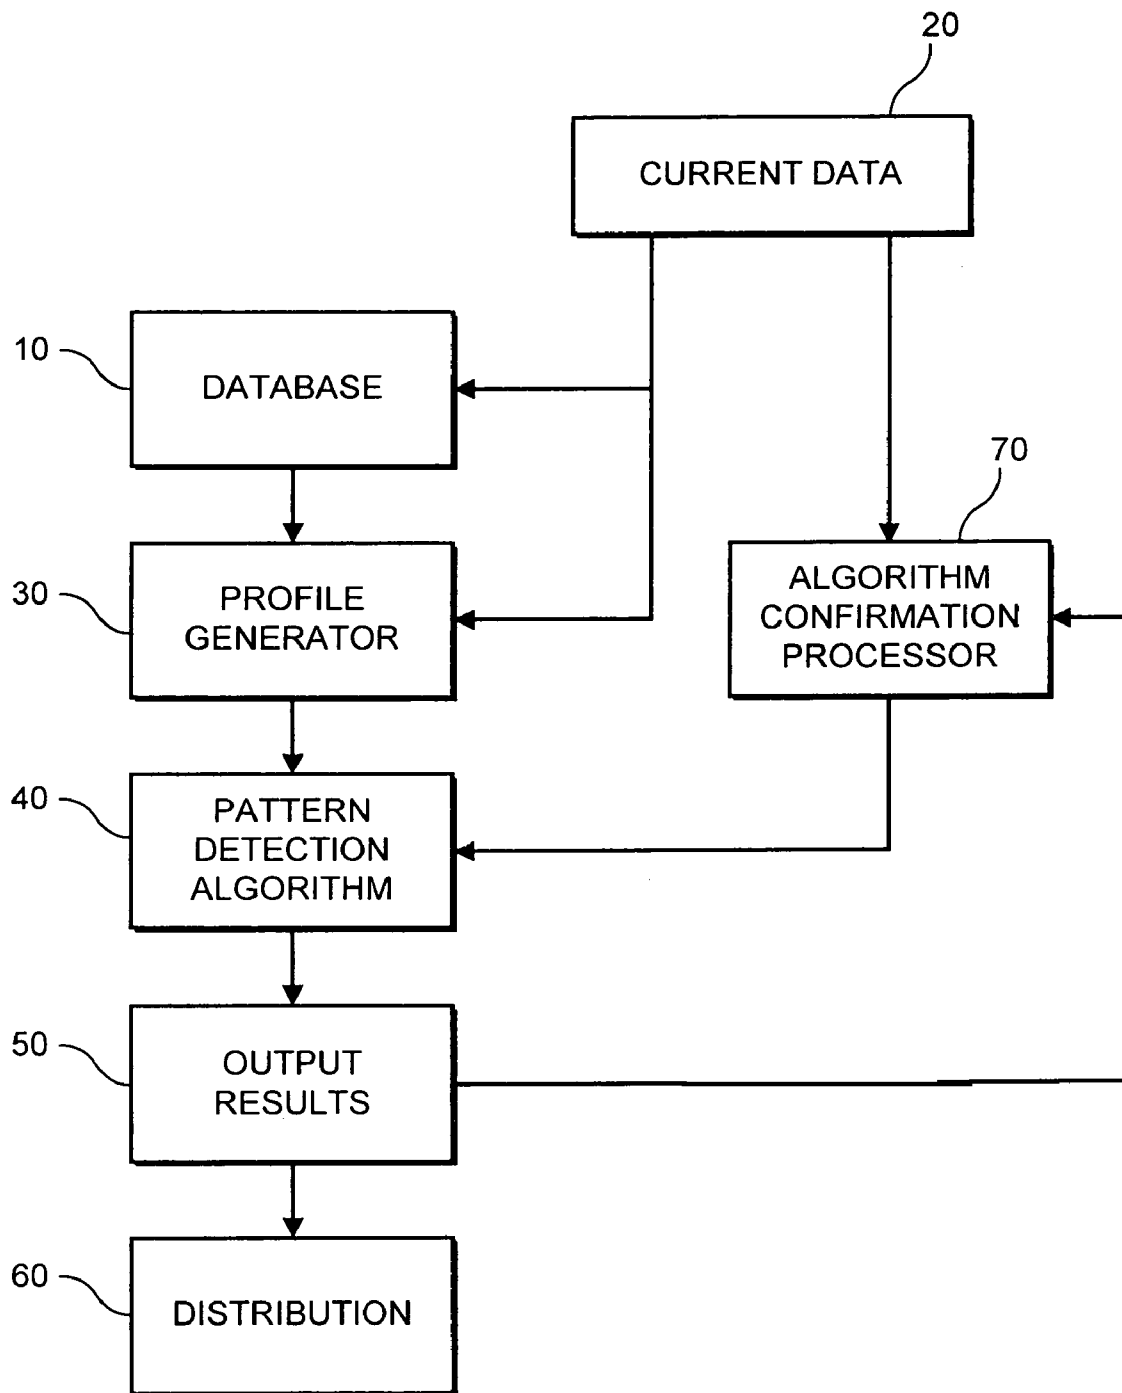 20
CURRENT DATA
10
DATABASE
70
30
PROFILE
GENERATOR
ALGORITHM
CONFIRMATION
PROCESSOR
40
PATTERN
DETECTION
ALGORITHM
50
OUTPUT
RESULTS
60
DISTRIBUTION